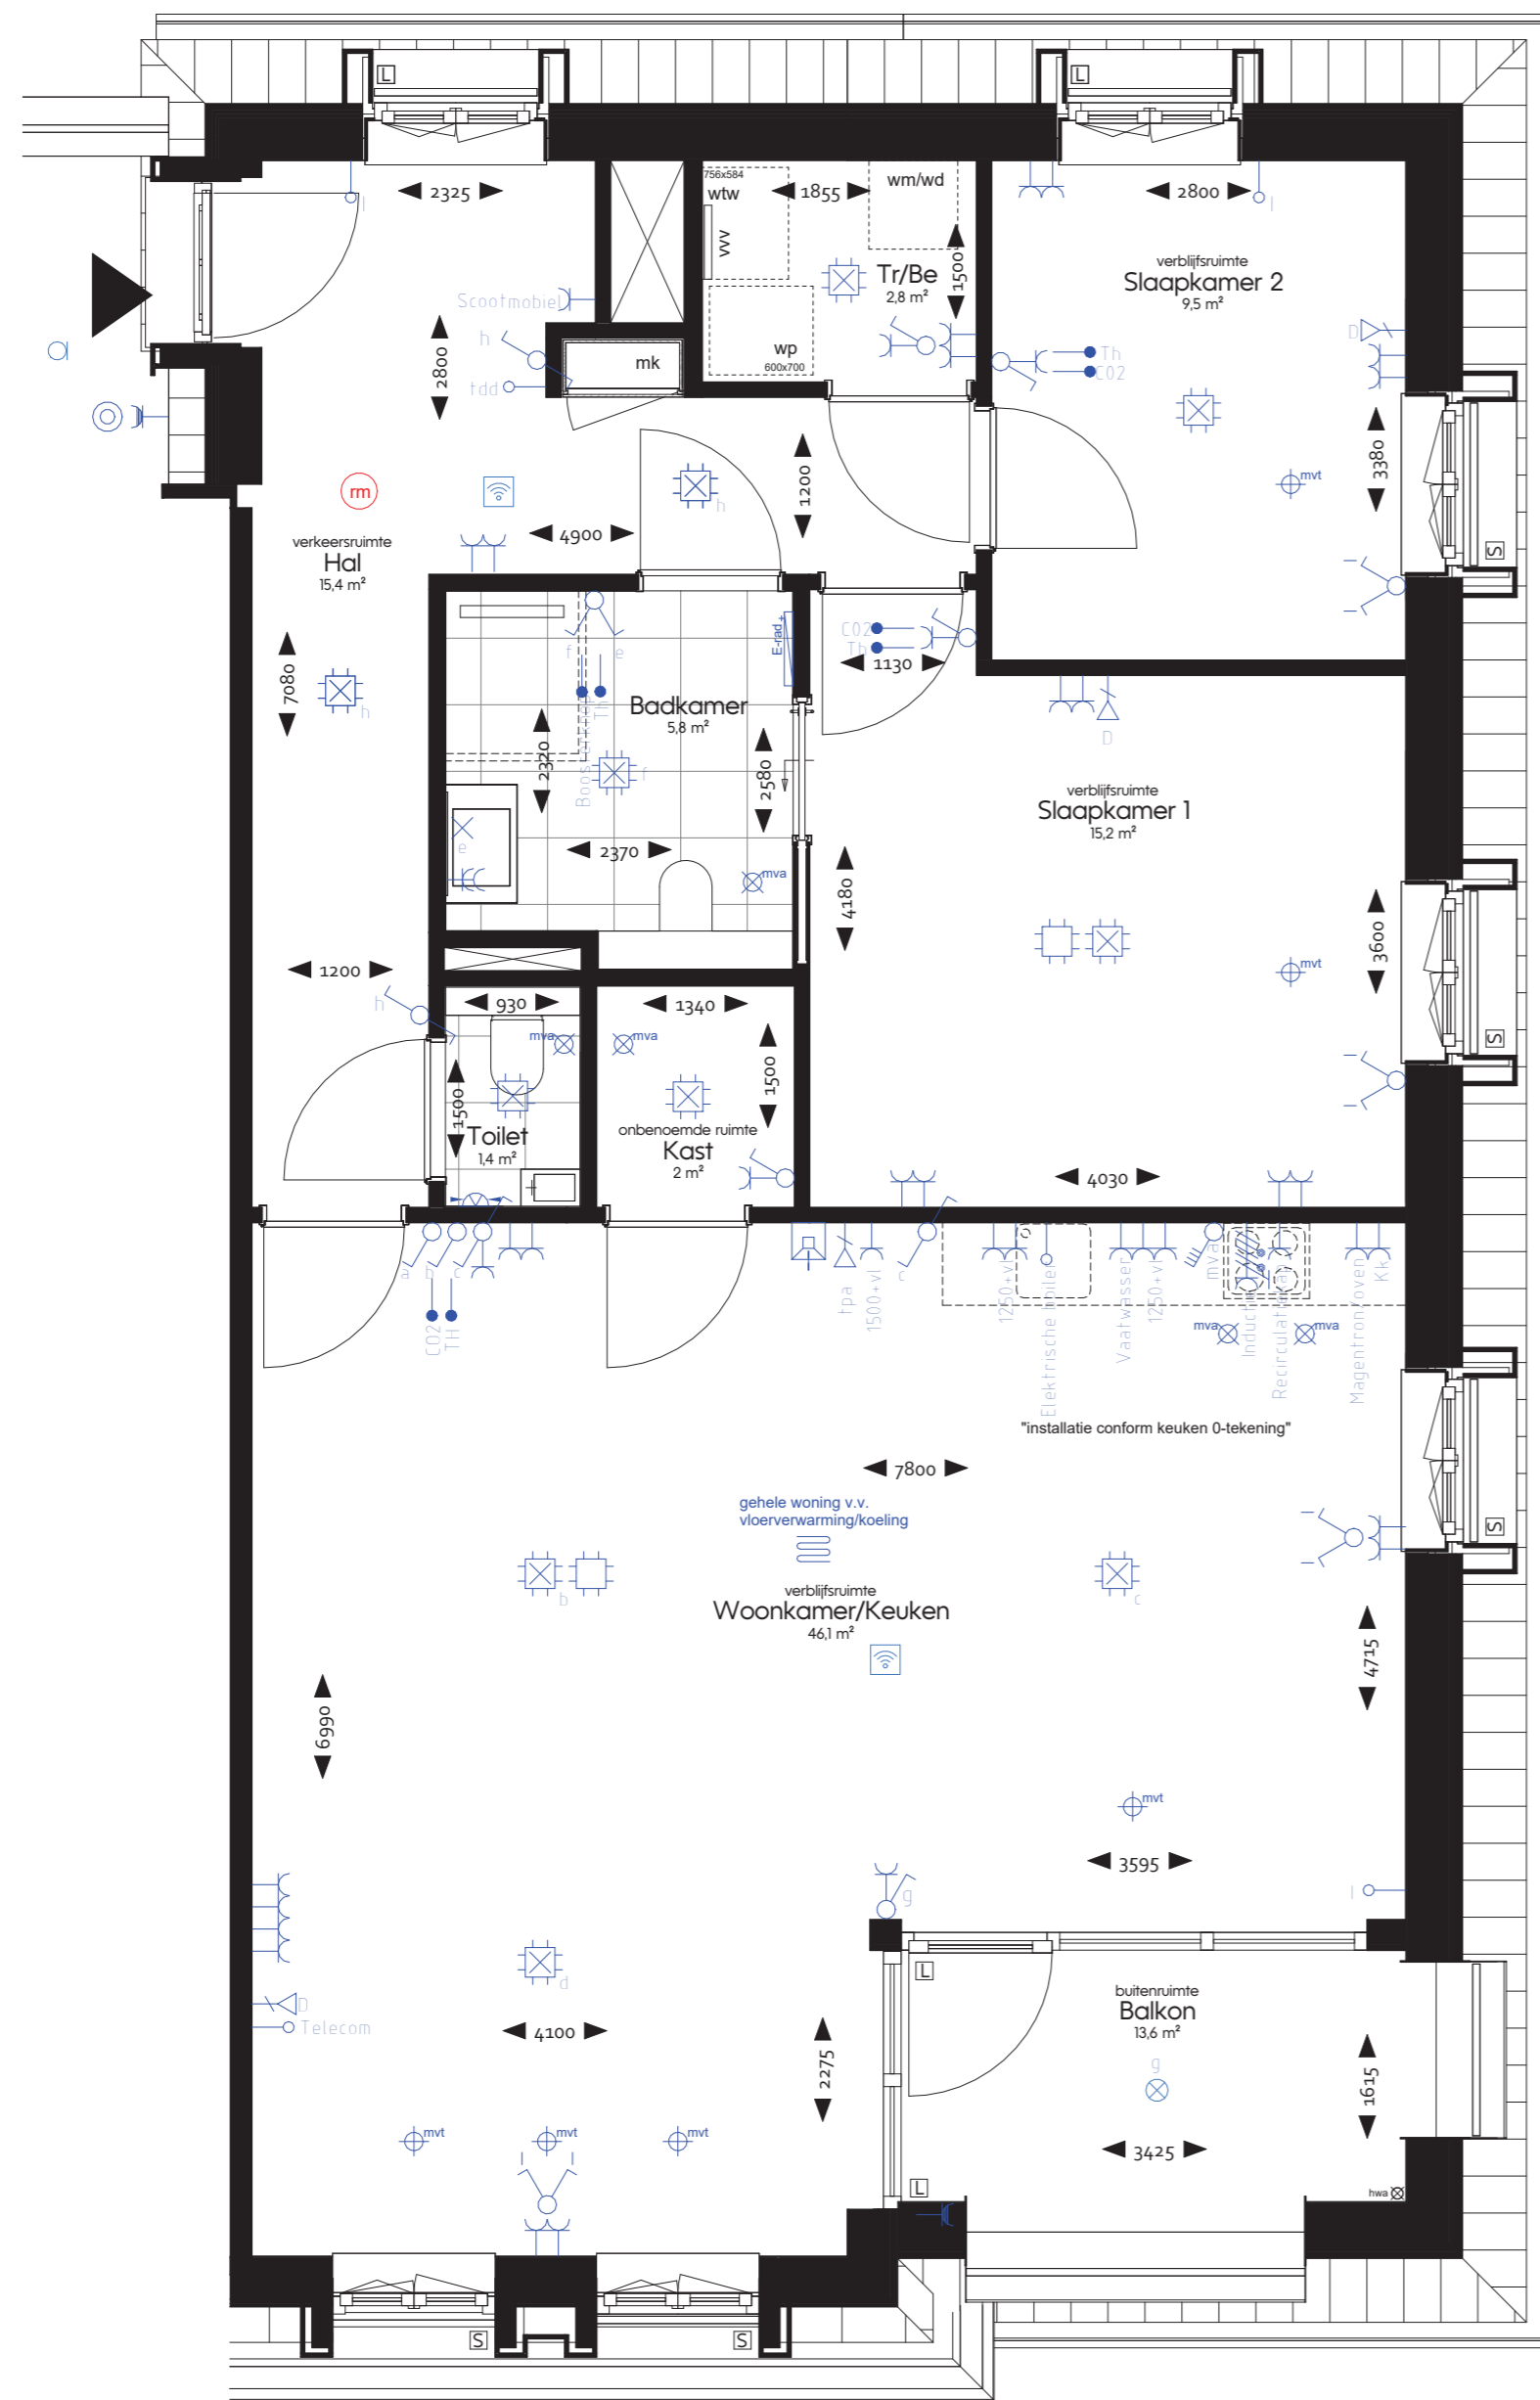 L
L
2325
756x584
wtw
vvv
1855
wm/wd
2800
l
l
Tr/Be
2,8 m²
1500
verblijfsruimte
Slaapkamer 2
9,5 m²
Scootmobiel
h
2800
tdd
mk
wp
600x700
D
Th
CO2
3380
mvt
S
rm
h
1200
4900
verkeersruimte
Hal
15,4 m²
7080
h
f
e
E-rad
CO2
Th
1130
Badkamer
5,8 m²
Th
2320
f
2580
D
verblijfsruimte
Slaapkamer 1
15,2 m²
e
2370
mva
4180
3600
mvt
S
1200
h
930
1340
mva
mva
1500
1500
Toilet
1,4 m²
onbenoemde ruimte
Kast
2 m²
4030
a
b
c
CO2
TH
tpa
1500+vl
c
1250+vl
Elektrische boiler
Vaatwasser
1250+vl
mva
Kk
Magentron/oven
mva
mva
"installatie conform keuken 0-tekening"
7800
gehele woning v.v.
vloerverwarming/koeling
S
b
c
verblijfsruimte
Woonkamer/Keuken
46,1 m²
4715
6990
mvt
3595
g
l
d
D
Telecom
4100
2275
L
buitenruimte
Balkon
13,6 m²
g
1615
3425
mvt
mvt
mvt
L
hwa
S
S